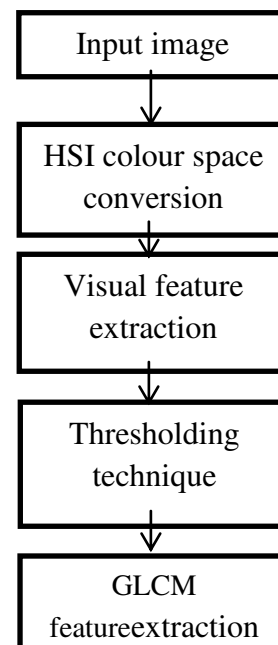 Input image
HSI colour space
conversion
Visual feature
extraction
Thresholding
technique
GLCM
featureextraction